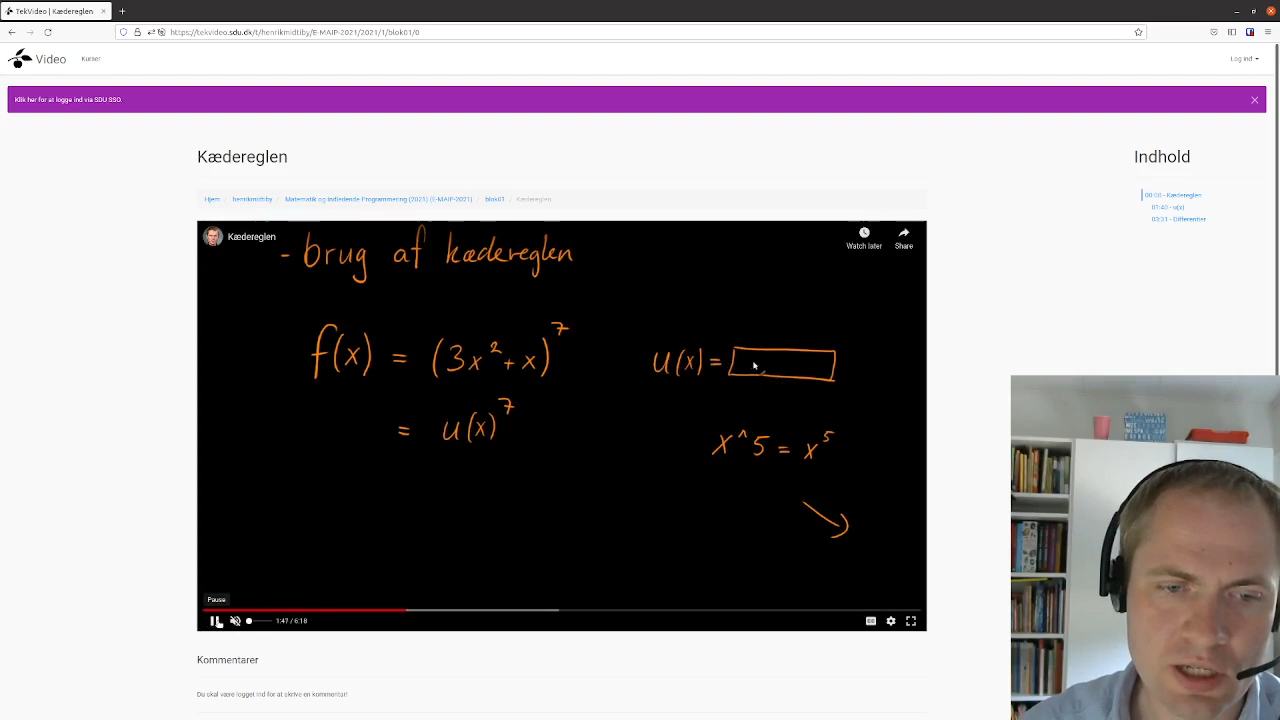 TekVideo | Kædereglen
https://tekvideo.sdu.dk/t/henrikmidtiby/E-MAIP-2021/2021/1/blok01/0
Video
Kurser
Log ind
Klik her for at logge ind via SDU SSO.
Kædereglen
Indhold
00:00 - Kædereglen
01:40 - u(x)
03:31 - Differentier
Hjem / henrikmidtiby / Matematik og indledende Programmering (2021) (E-MAIP-2021) / blok01 / Kædereglen
Kædereglen
Watch later
Share
- brug af kædereglen
f(x) = (3x²+x)⁷
u(x) =
= u(x)⁷
x^5 = x⁵
Pause
1:47 / 6:18
CC
Kommentarer
Du skal være logget ind for at skrive en kommentar!